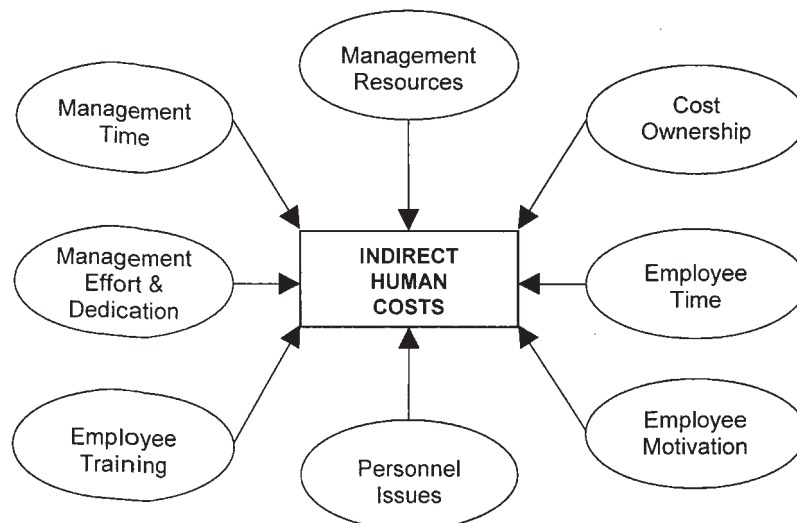 Management
Resources
Management
Time
Cost
Ownership
Management
Effort &
Dedication
INDIRECT
HUMAN
COSTS
Employee
Time
Employee
Training
Personnel
Issues
Employee
Motivation